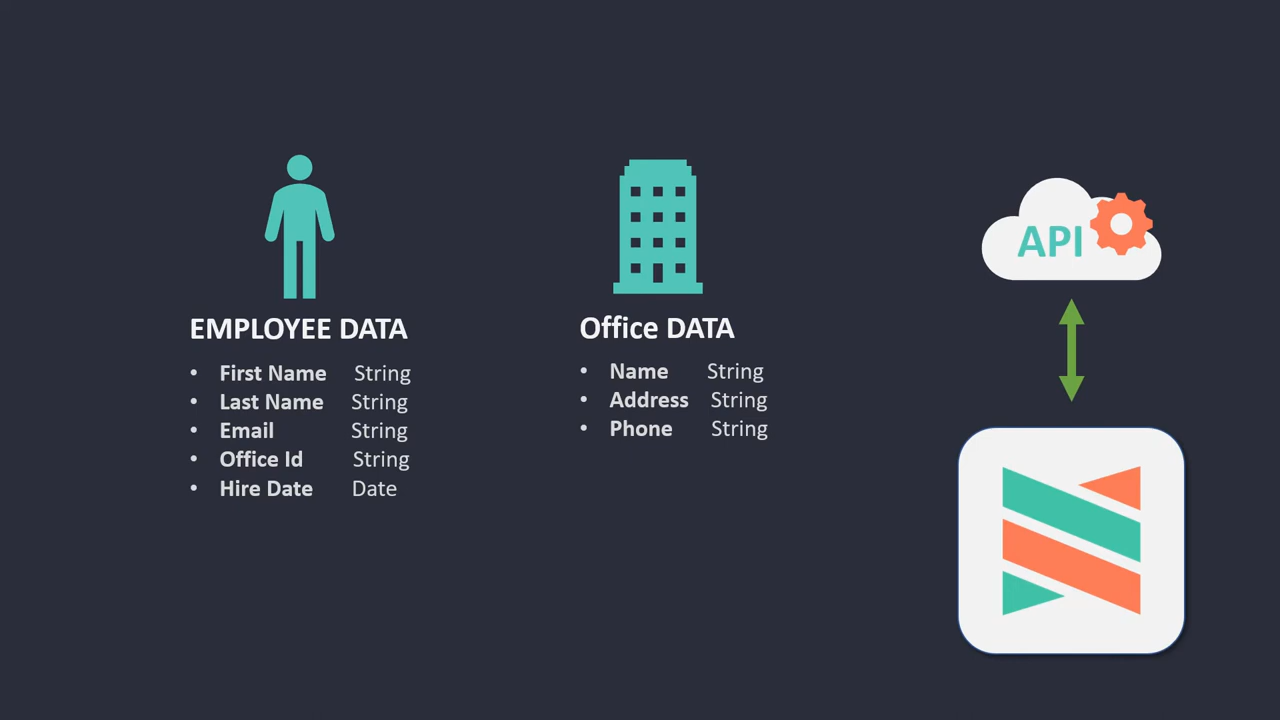 EMPLOYEE DATA
• First Name String
• Last Name String
• Email String
• Office Id String
• Hire Date Date
Office DATA
• Name String
• Address String
• Phone String
API